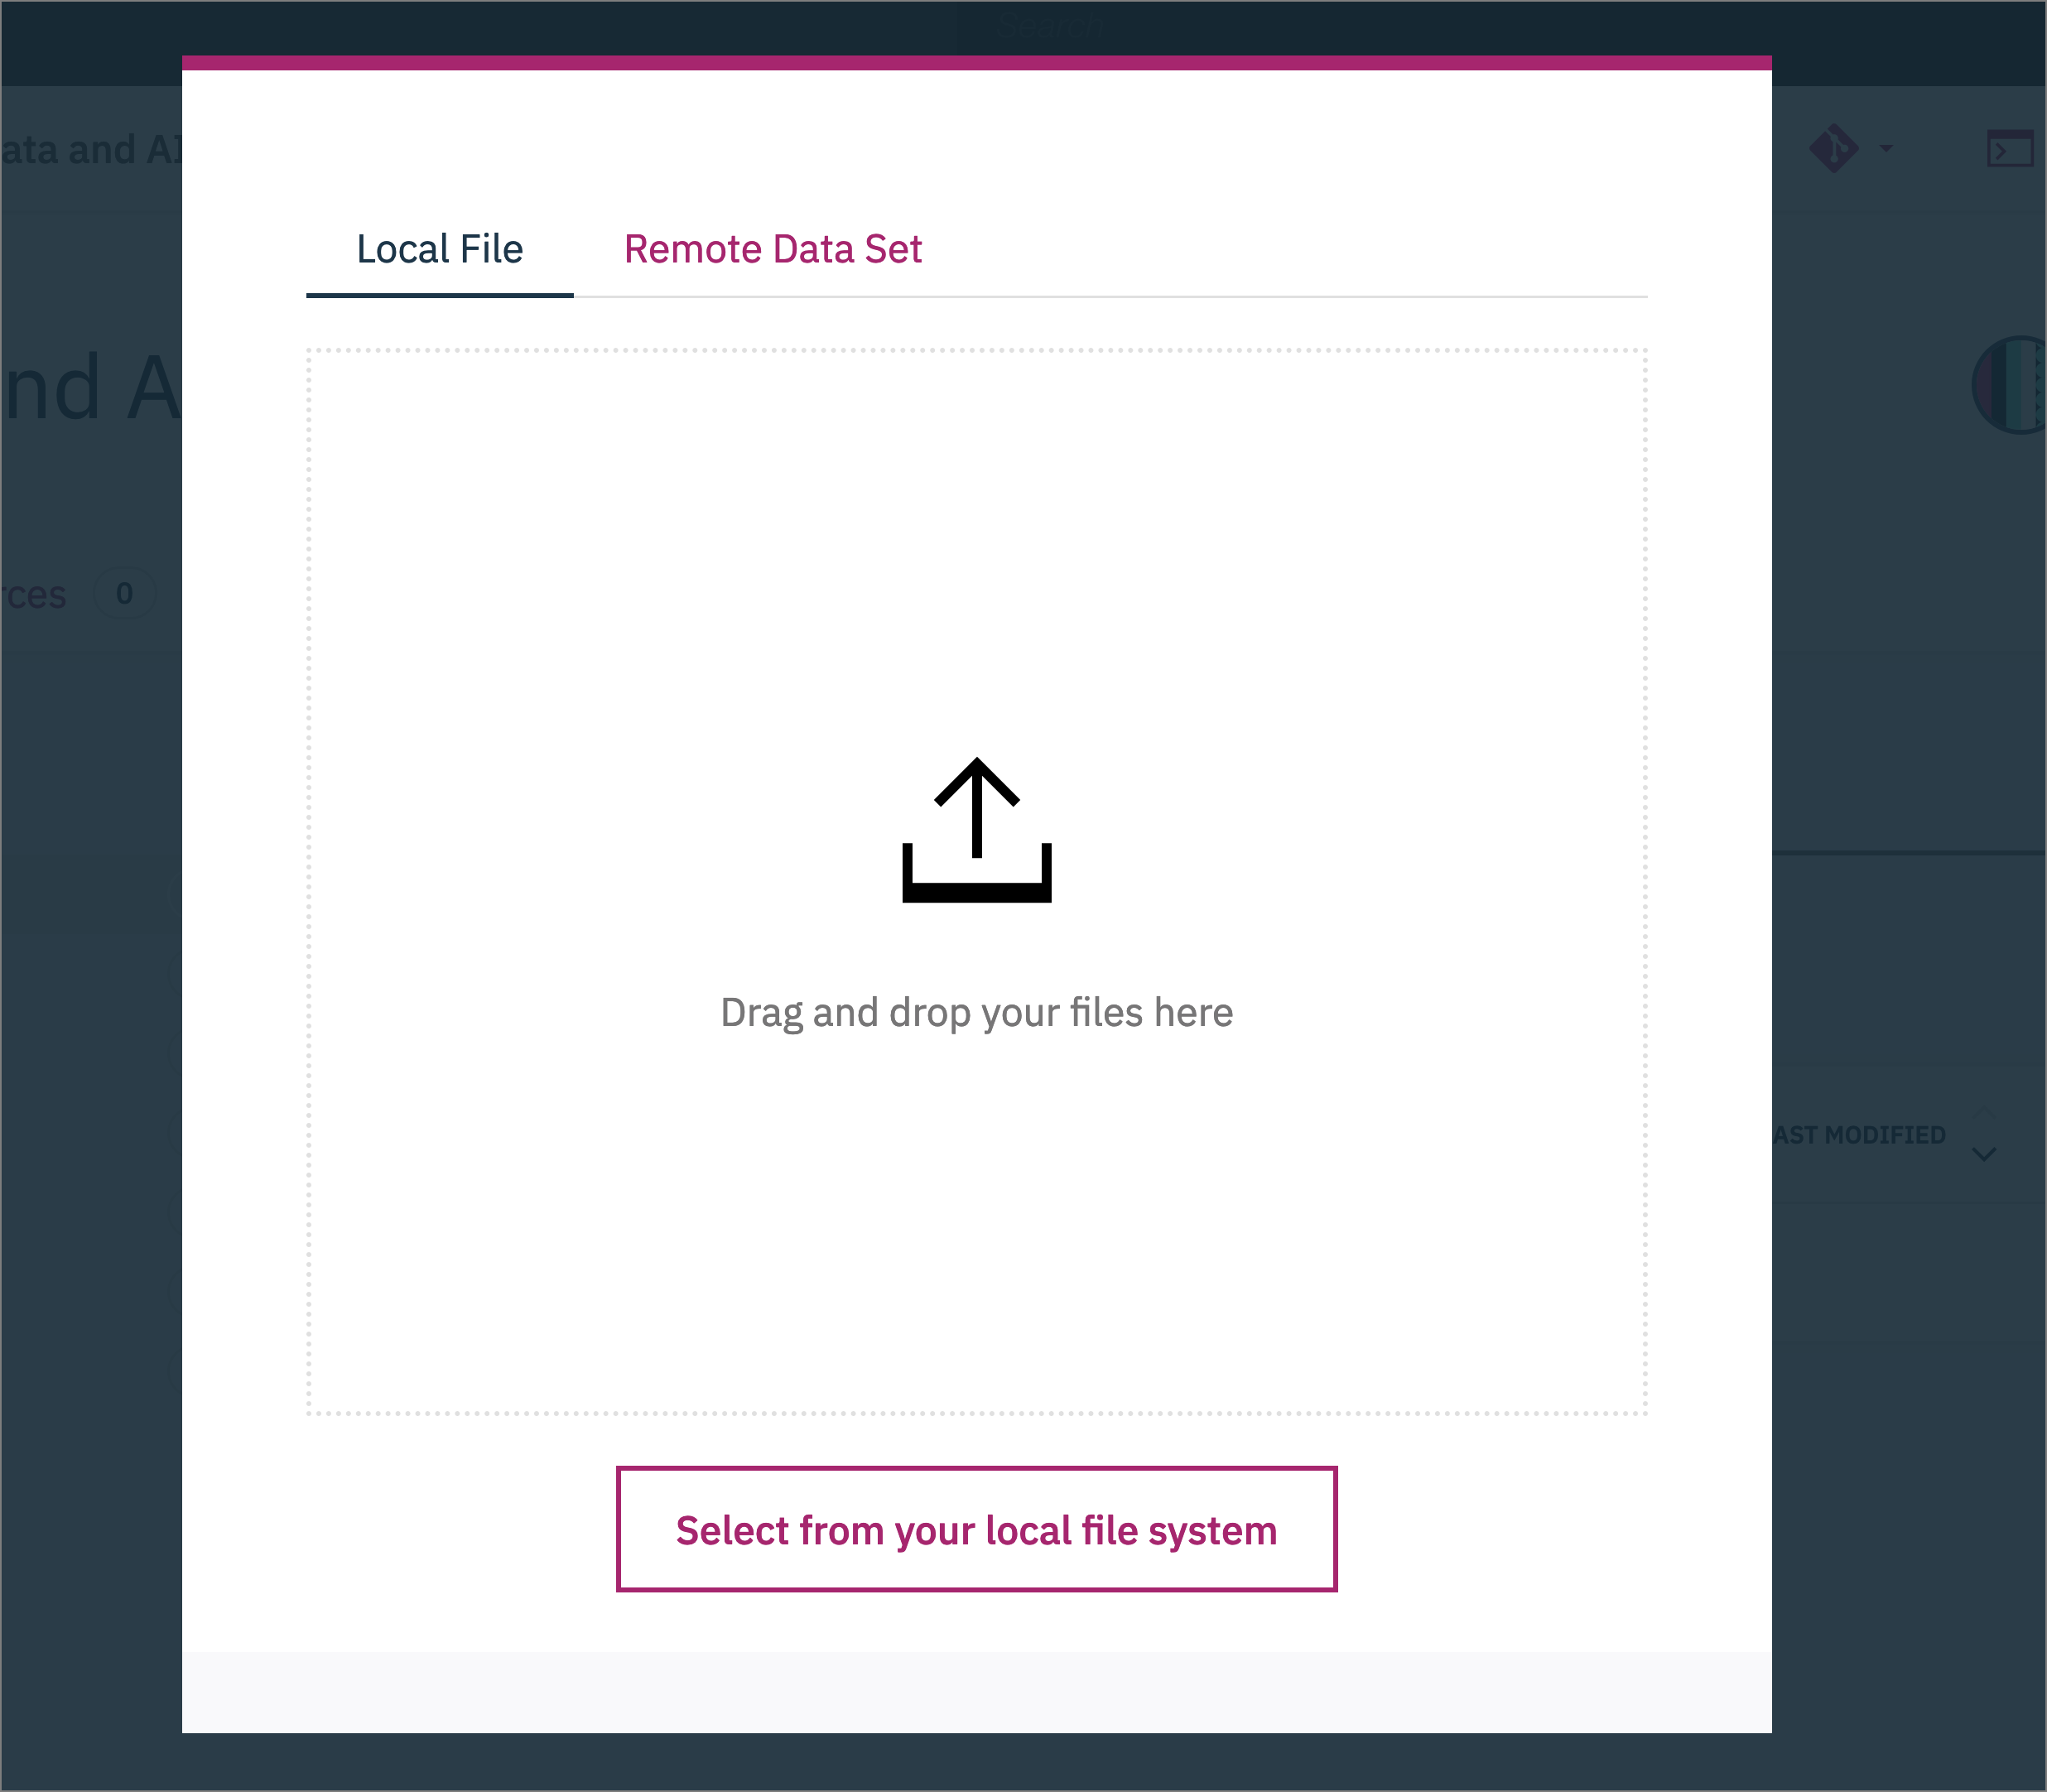 Search
ata and AI
Local File
Remote Data Set
nd A
rces 0
Drag and drop your files here
AST MODIFIED
Select from your local file system